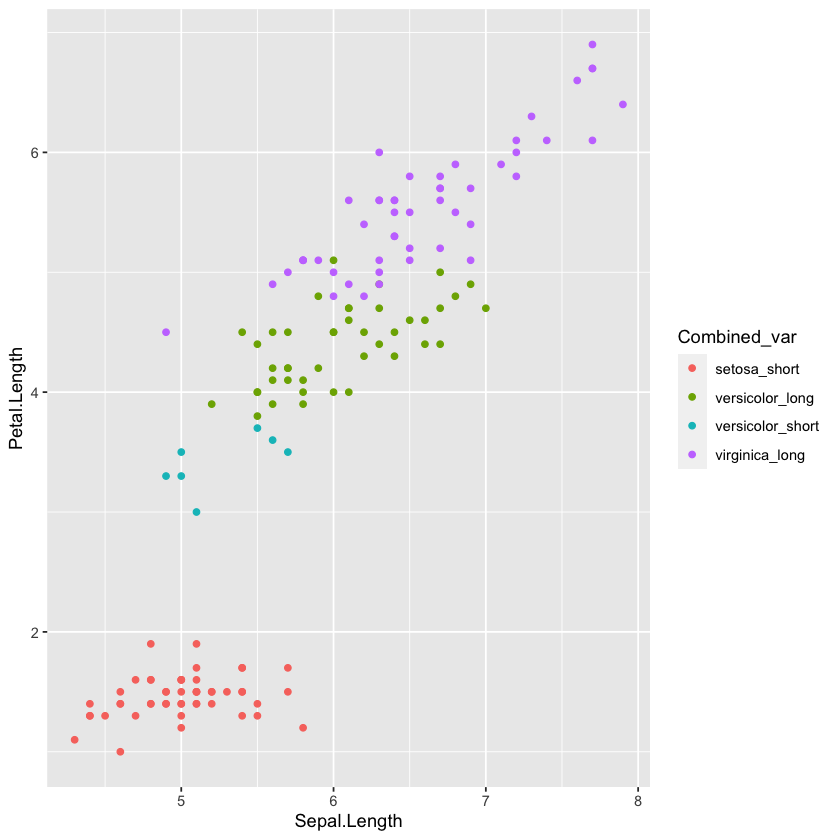 6
4
2
Petal.Length
5 6 7 8
Sepal.Length
Combined_var
setosa_short
versicolor_long
versicolor_short
virginica_long